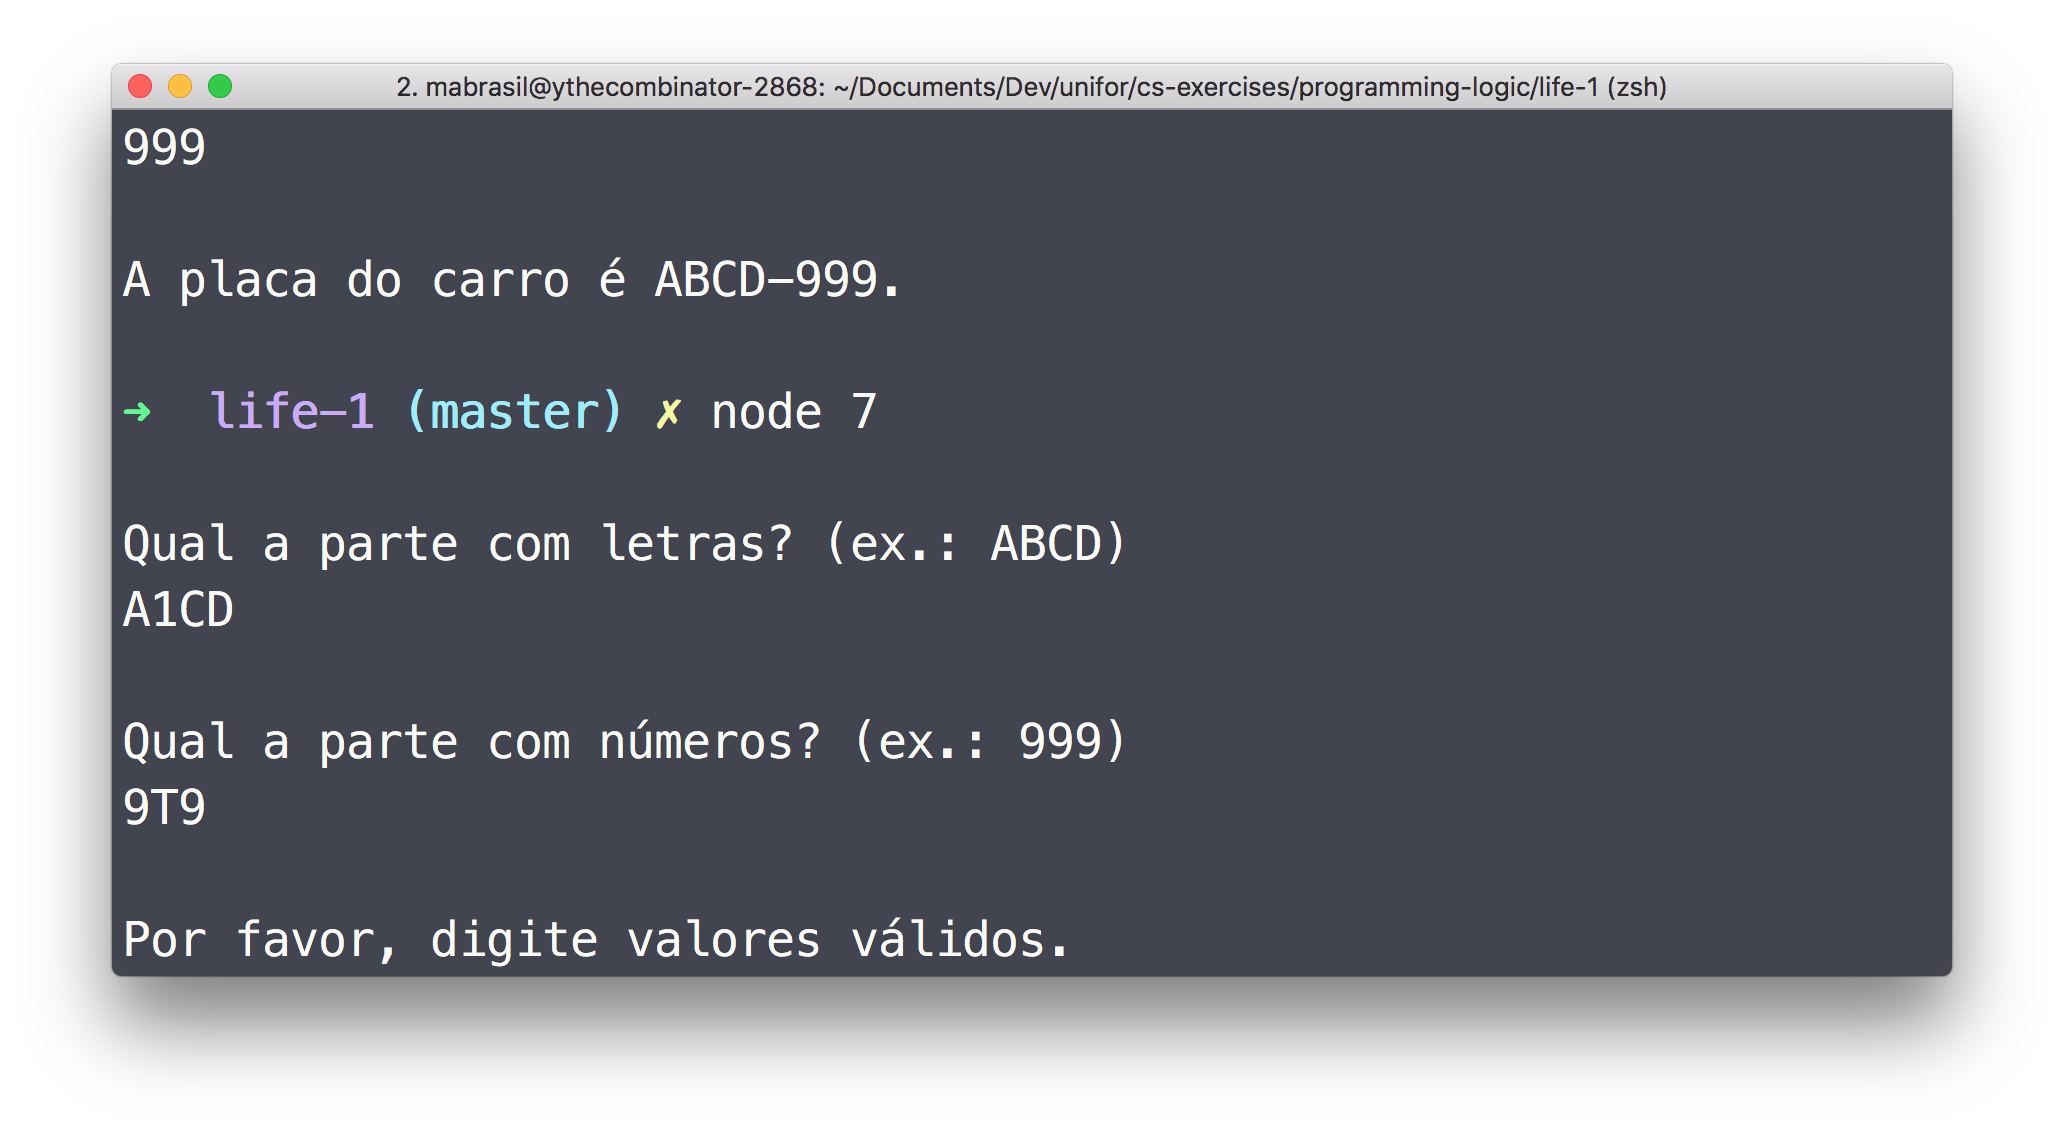 2. mabrasil@ythecombinator-2868: ~/Documents/Dev/unifor/cs-exercises/programming-logic/life-1 (zsh)
999
A placa do carro é ABCD-999.
➜ life-1 (master) ✗ node 7
Qual a parte com letras? (ex.: ABCD)
A1CD
Qual a parte com números? (ex.: 999)
9T9
Por favor, digite valores válidos.